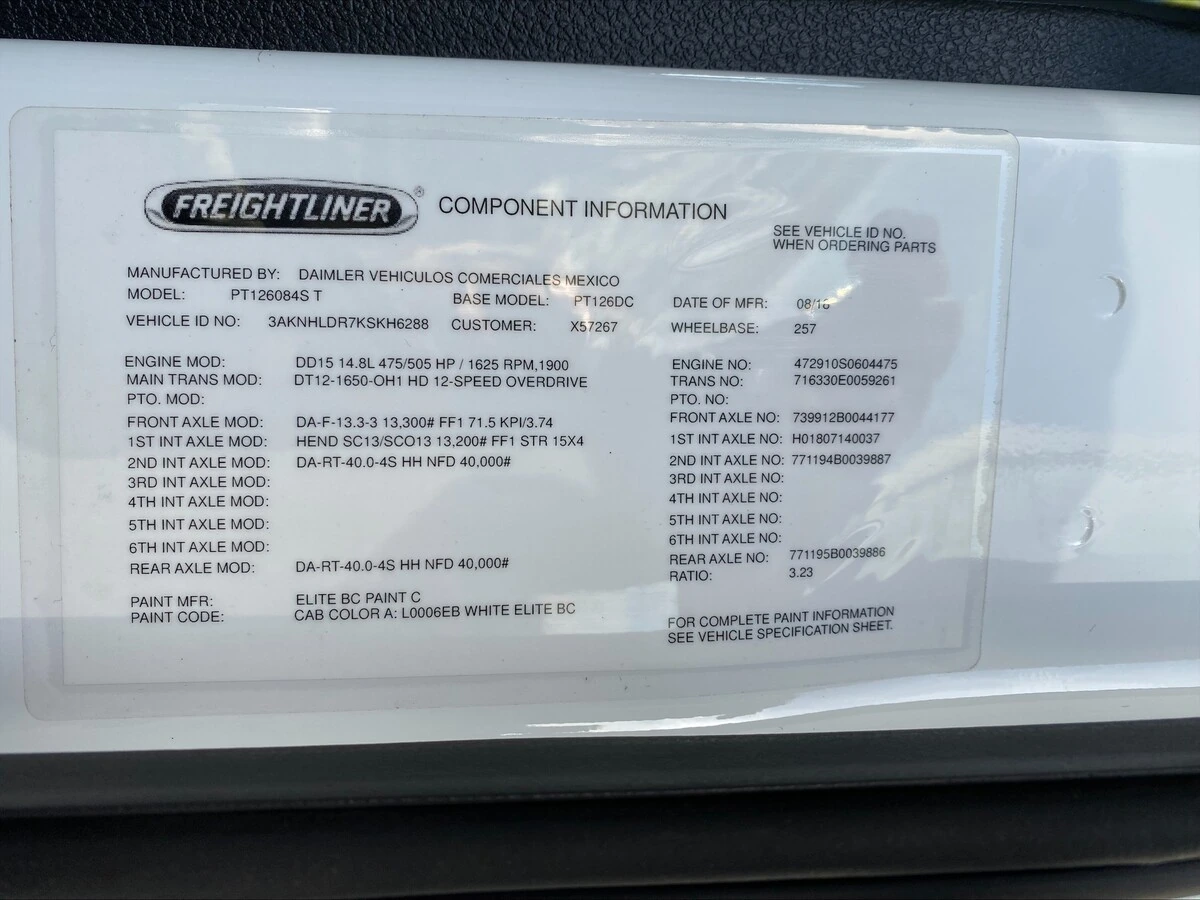 FREIGHTLINER® COMPONENT INFORMATION
SEE VEHICLE ID NO.
WHEN ORDERING PARTS
MANUFACTURED BY: DAIMLER VEHICULOS COMERCIALES MEXICO
MODEL: PT126084S T BASE MODEL: PT126DC DATE OF MFR: 08/18
VEHICLE ID NO: 3AKNHLDR7KSKH6288 CUSTOMER: X57267 WHEELBASE: 257
ENGINE MOD: DD15 14.8L 475/505 HP / 1625 RPM,1900 ENGINE NO: 472910S0604475
MAIN TRANS MOD: DT12-1650-OH1 HD 12-SPEED OVERDRIVE TRANS NO: 716330E0059261
PTO. MOD: PTO. NO:
FRONT AXLE MOD: DA-F-13.3-3 13,300# FF1 71.5 KPI/3.74 FRONT AXLE NO: 739912B0044177
1ST INT AXLE MOD: HEND SC13/SCO13 13,200# FF1 STR 15X4 1ST INT AXLE NO: H01807140037
2ND INT AXLE MOD: DA-RT-40.0-4S HH NFD 40,000# 2ND INT AXLE NO: 771194B0039887
3RD INT AXLE MOD: 3RD INT AXLE NO:
4TH INT AXLE MOD: 4TH INT AXLE NO:
5TH INT AXLE MOD: 5TH INT AXLE NO:
6TH INT AXLE MOD: 6TH INT AXLE NO:
REAR AXLE MOD: DA-RT-40.0-4S HH NFD 40,000# REAR AXLE NO: 771195B0039886
RATIO: 3.23
PAINT MFR: ELITE BC PAINT C
PAINT CODE: CAB COLOR A: L0006EB WHITE ELITE BC
FOR COMPLETE PAINT INFORMATION
SEE VEHICLE SPECIFICATION SHEET.